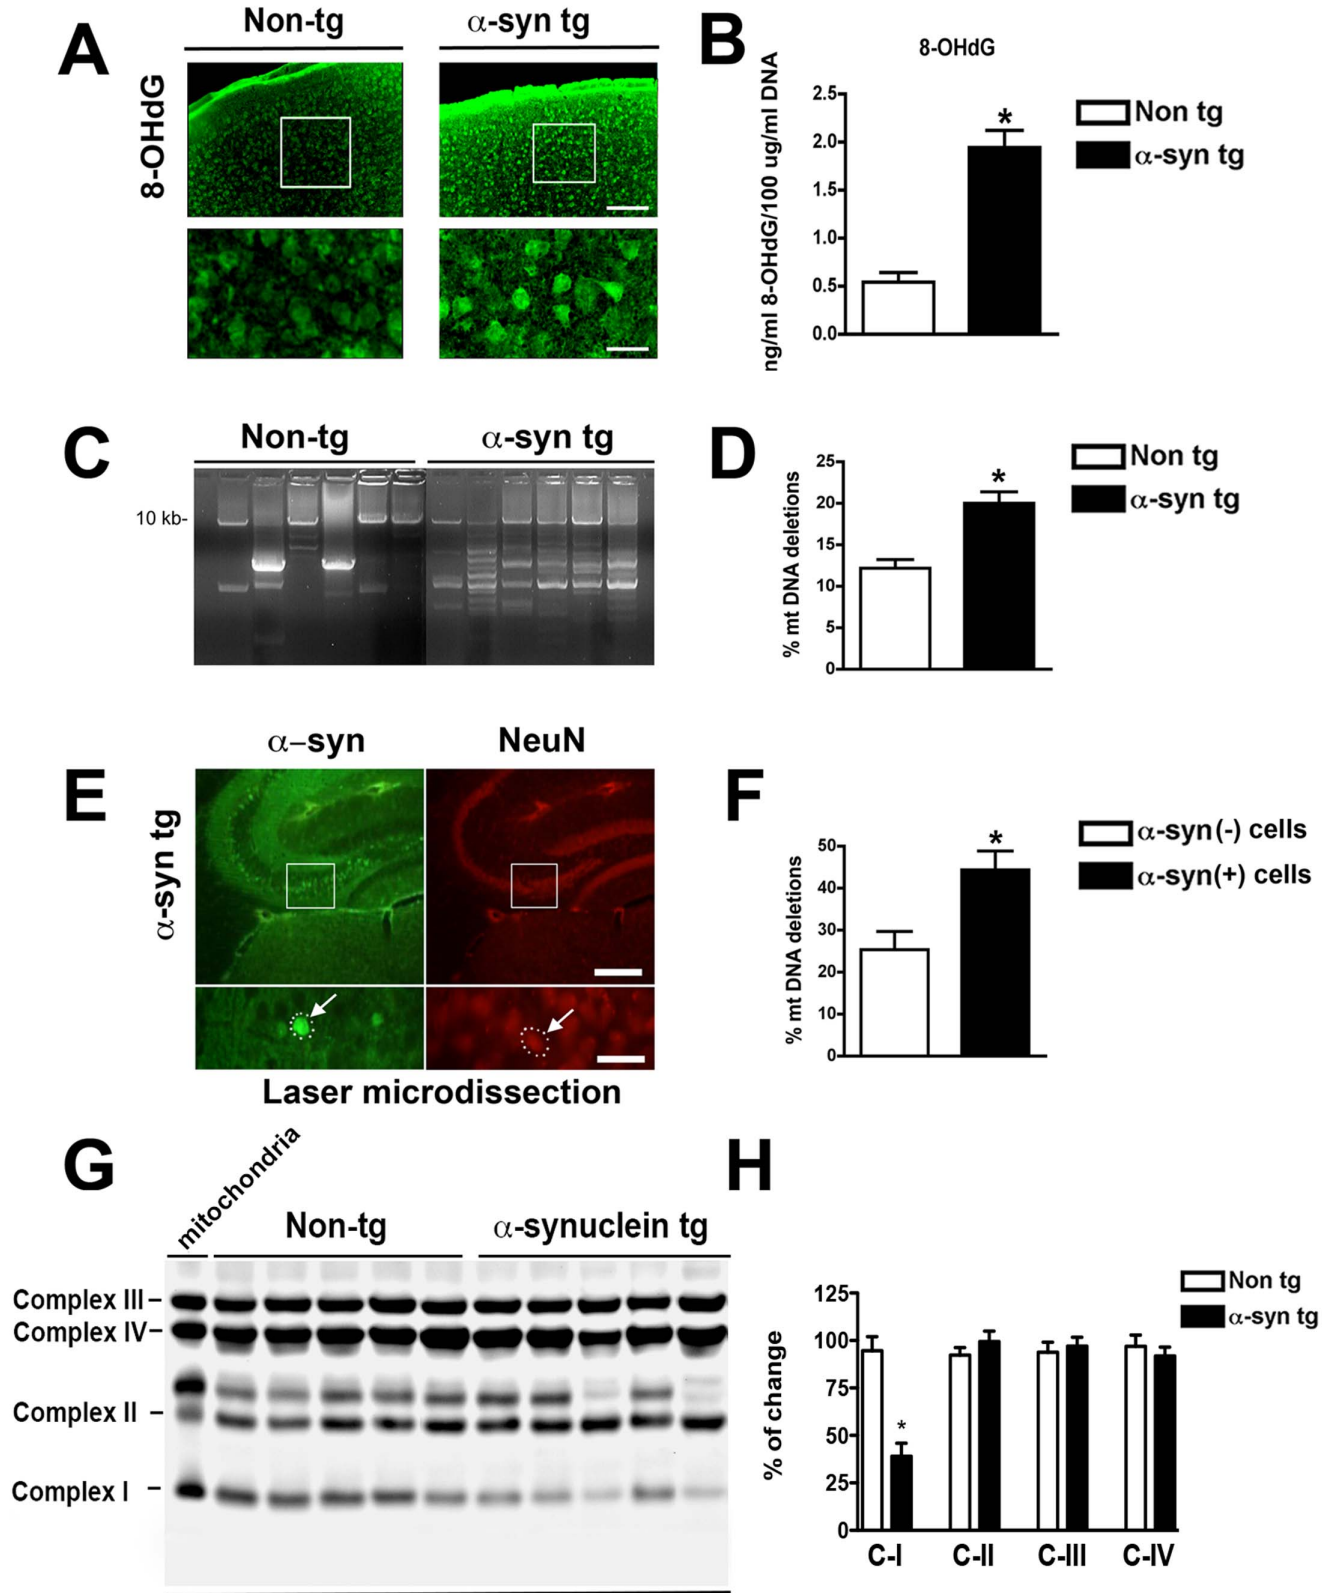 A
Non-tg
α-syn tg
8-OHdG
B
8-OHdG
ng/ml 8-OHdG/100 ug/ml DNA
2.5
2.0
1.5
1.0
0.5
0.0
*
Non tg
α-syn tg
C
Non-tg
α-syn tg
10 kb-
D
% mt DNA deletions
25
20
15
10
5
0
*
Non tg
α-syn tg
E
α–syn
NeuN
α-syn tg
Laser microdissection
F
% mt DNA deletions
50
40
30
20
10
0
*
α-syn(-) cells
α-syn(+) cells
G
mitochondria
Non-tg
α-synuclein tg
Complex III
Complex IV
Complex II
Complex I
H
% of change
125
100
75
50
25
0
*
Non tg
α-syn tg
C-I
C-II
C-III
C-IV